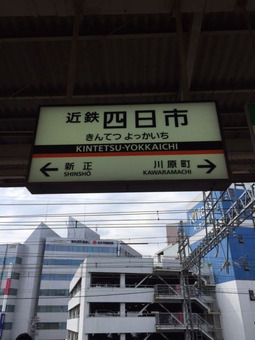 近鉄 四日市
きんてつ よっかいち
KINTETSU-YOKKAICHI
← 新正 川原町 →
SHINSHŌ KAWARAMACHI